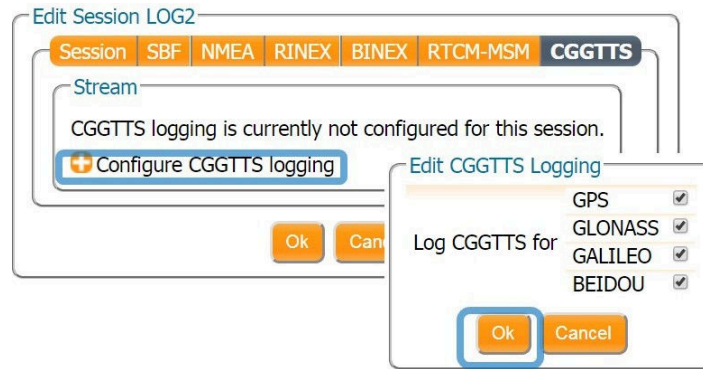 Edit Session LOG2
Session SBF NMEA RINEX BINEX RTCM-MSM CGGTTS
Stream
CGGTTS logging is currently not configured for this session.
Configure CGGTTS logging
Ok
Edit CGGTTS Logging
Log CGGTTS for
GPS
GLONASS
GALILEO
BEIDOU
Ok Cancel